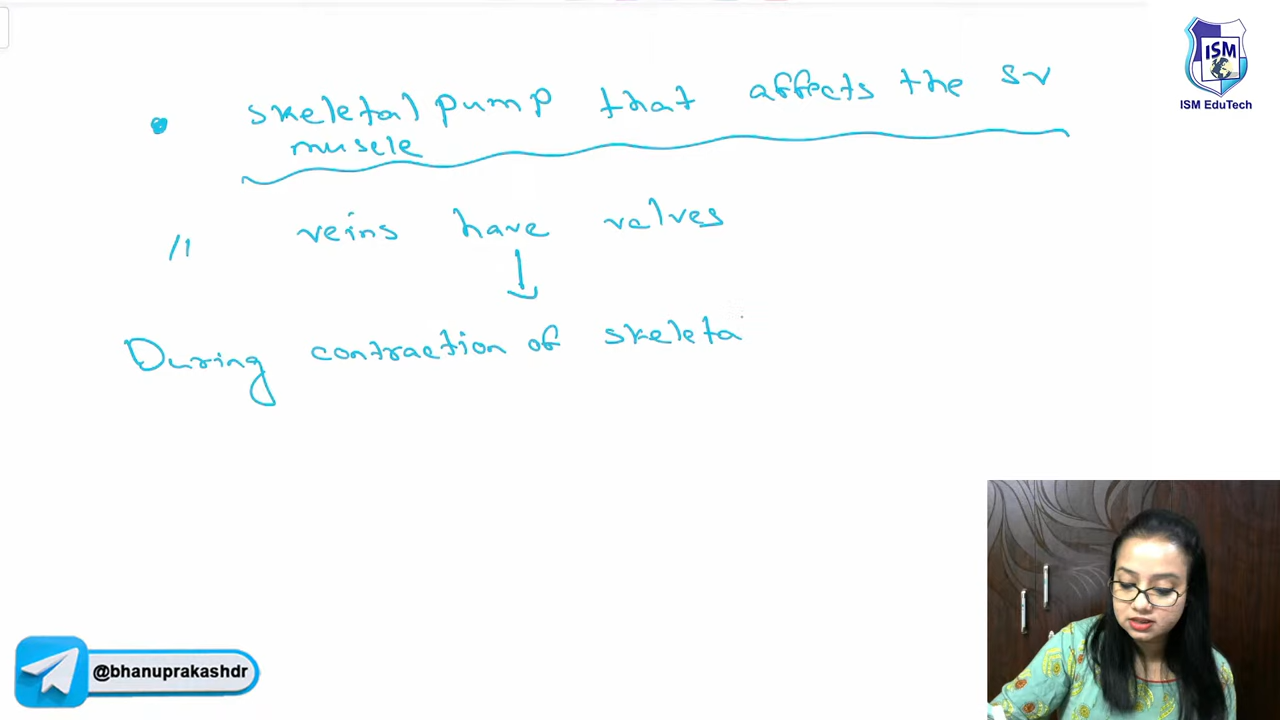 skeletal pump that affects the SV
muscle
veins have valves
During contraction of skeleta
ISM
ISM EduTech
@bhanuprakashdr